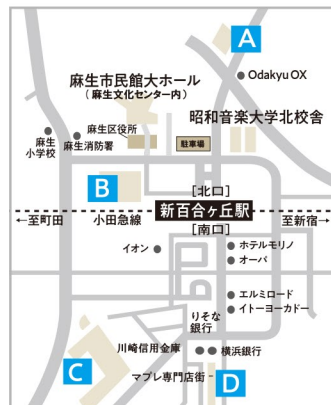 A
Odakyu OX
麻生市民館大ホール
(麻生文化センター内)
昭和音楽大学北校舎
麻生区役所
麻生
小学校
麻生消防署
駐車場
B
[北口]
新百合ヶ丘駅
←至町田
小田急線
至新宿→
[南口]
イオン
ホテルモリノ
オーパ
エルミロード
イトーヨーカドー
りそな
銀行
川崎信用金庫
横浜銀行
C
マプレ専門店街
D